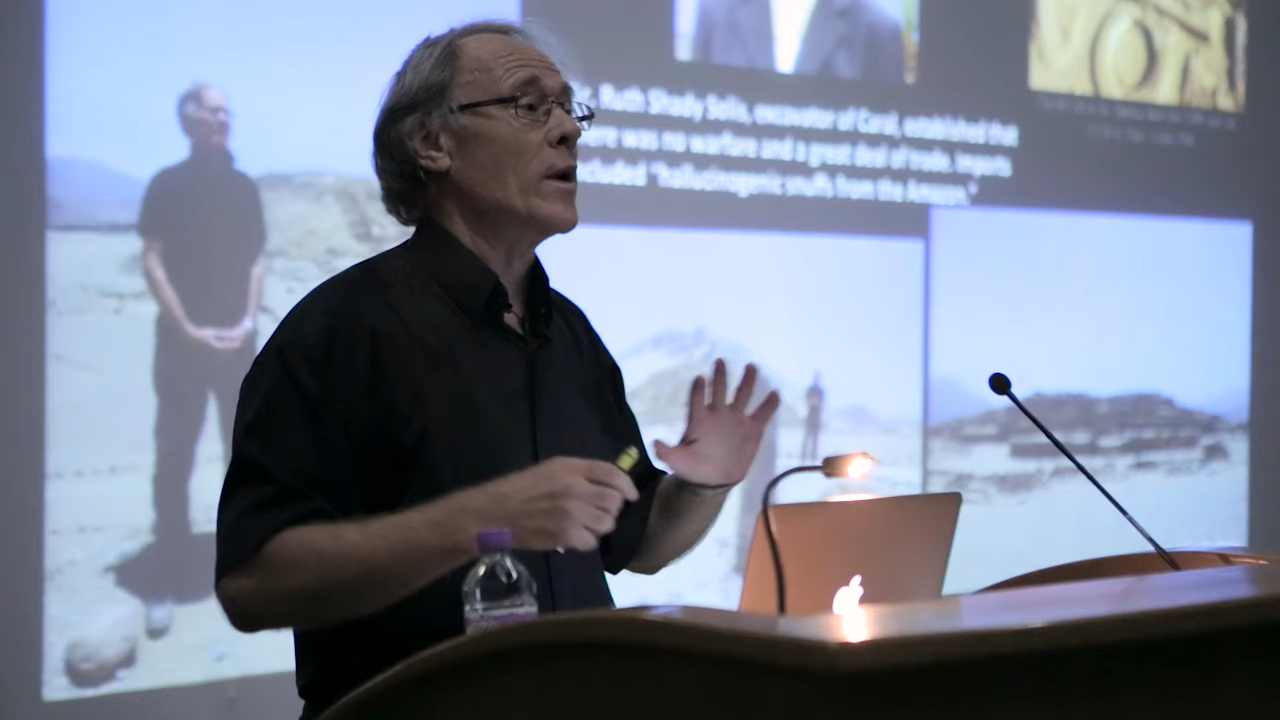 Ruth Shady Solis, excavator of Caral, established that
there was no warfare and a great deal of trade. Imports
included "hallucinogenic snuffs from the Amazon."